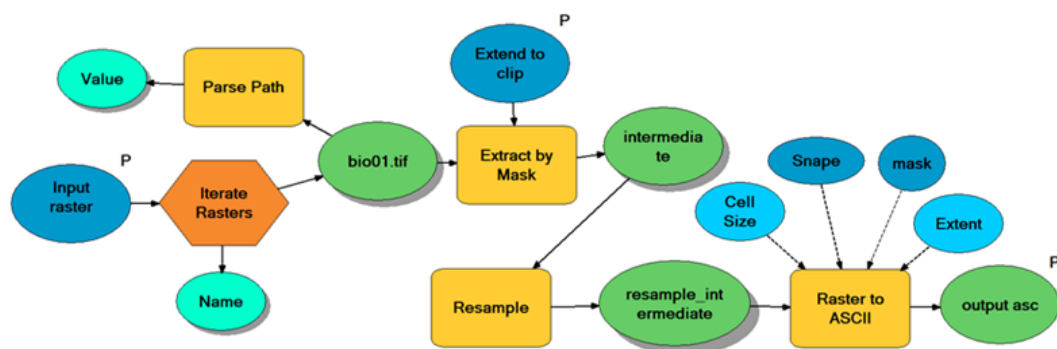 P
Value
Parse Path
Extend to
clip
P
Input
raster
Iterate
Rasters
bio01.tif
Extract by
Mask
intermedia
te
Snape
mask
Cell
Size
Extent
Name
Resample
resample_int
ermediate
Raster to
ASCII
P
output asc